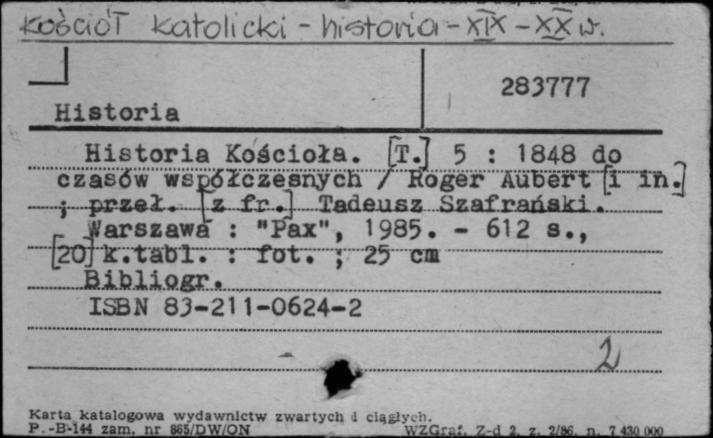 Kościół katolicki - historia - XIX - XX w.
283777
Historia
Historia Kościoła. [T.] 5 : 1848 do
czasów współczesnych / Roger Aubert [i in.]
; przeł. [z fr.] Tadeusz Szafrański.
Warszawa : "Pax", 1985. - 612 s.,
[20] k.tabl. : fot. ; 25 cm
Bibliogr.
ISBN 83-211-0624-2
2
Karta katalogowa wydawnictw zwartych i ciągłych.
P.-B-144 zam. nr 865/DW/ON WZGraf. Z-d 2. z. 2/86. n. 7 430 000